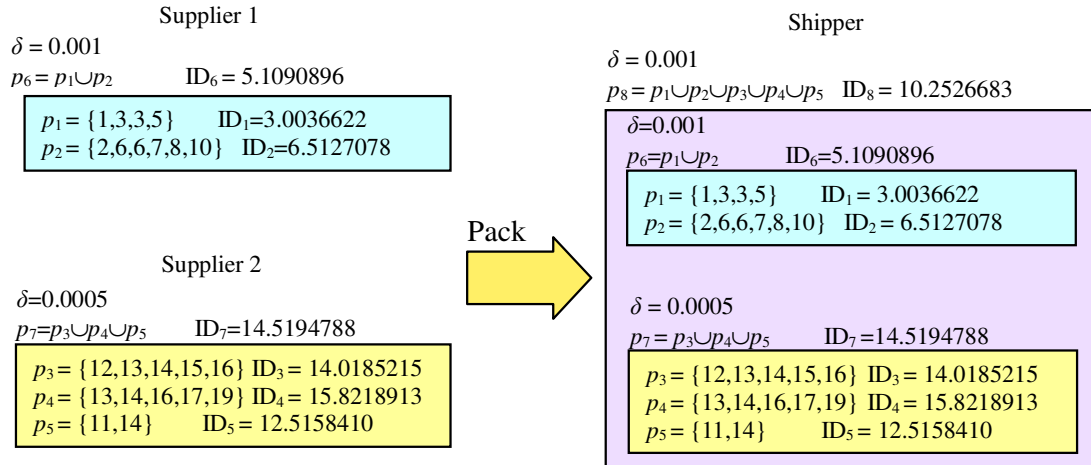 Supplier 1
δ = 0.001
p₆ = p₁∪p₂ ID₆ = 5.1090896
p₁ = {1,3,3,5} ID₁=3.0036622
p₂ = {2,6,6,7,8,10} ID₂=6.5127078
Supplier 2
δ=0.0005
p₇=p₃∪p₄∪p₅ ID₇=14.5194788
p₃ = {12,13,14,15,16} ID₃ = 14.0185215
p₄ = {13,14,16,17,19} ID₄ = 15.8218913
p₅ = {11,14} ID₅ = 12.5158410
Pack
Shipper
δ = 0.001
p₈ = p₁∪p₂∪p₃∪p₄∪p₅ ID₈ = 10.2526683
δ=0.001
p₆=p₁∪p₂ ID₆=5.1090896
p₁ = {1,3,3,5} ID₁ = 3.0036622
p₂ = {2,6,6,7,8,10} ID₂ = 6.5127078
δ = 0.0005
p₇ = p₃∪p₄∪p₅ ID₇=14.5194788
p₃ = {12,13,14,15,16} ID₃ = 14.0185215
p₄ = {13,14,16,17,19} ID₄ = 15.8218913
p₅ = {11,14} ID₅ = 12.5158410